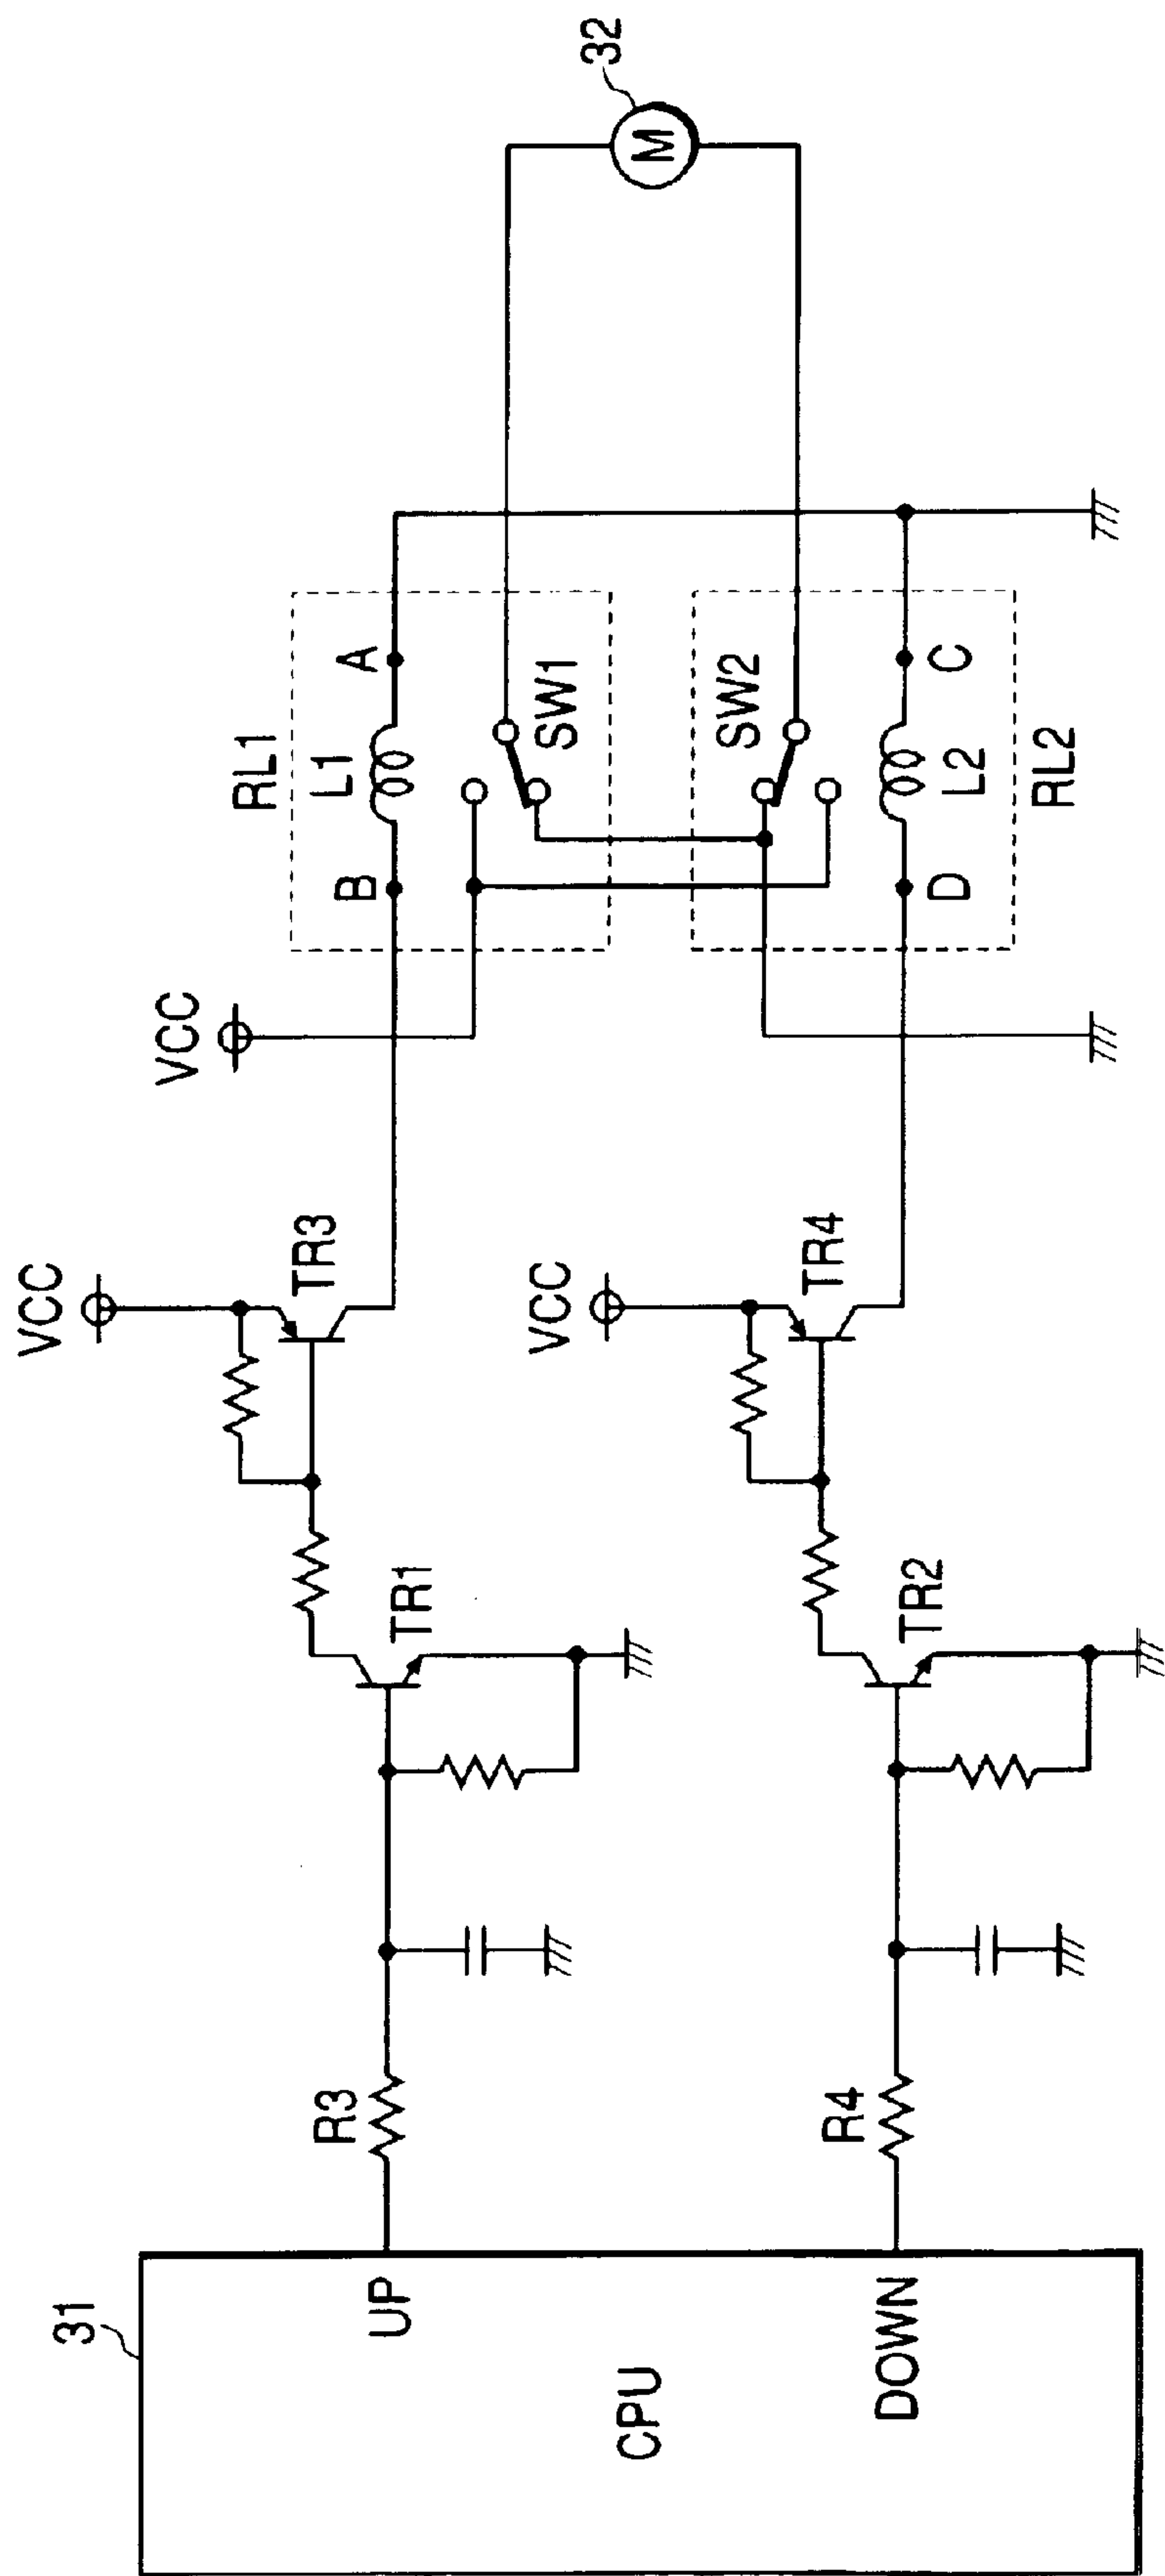 31
CPU
UP
DOWN
R3
R4
TR1
TR2
VCC
TR3
VCC
TR4
VCC
RL1
B
L1
A
SW1
SW2
D
L2
C
RL2
M
32